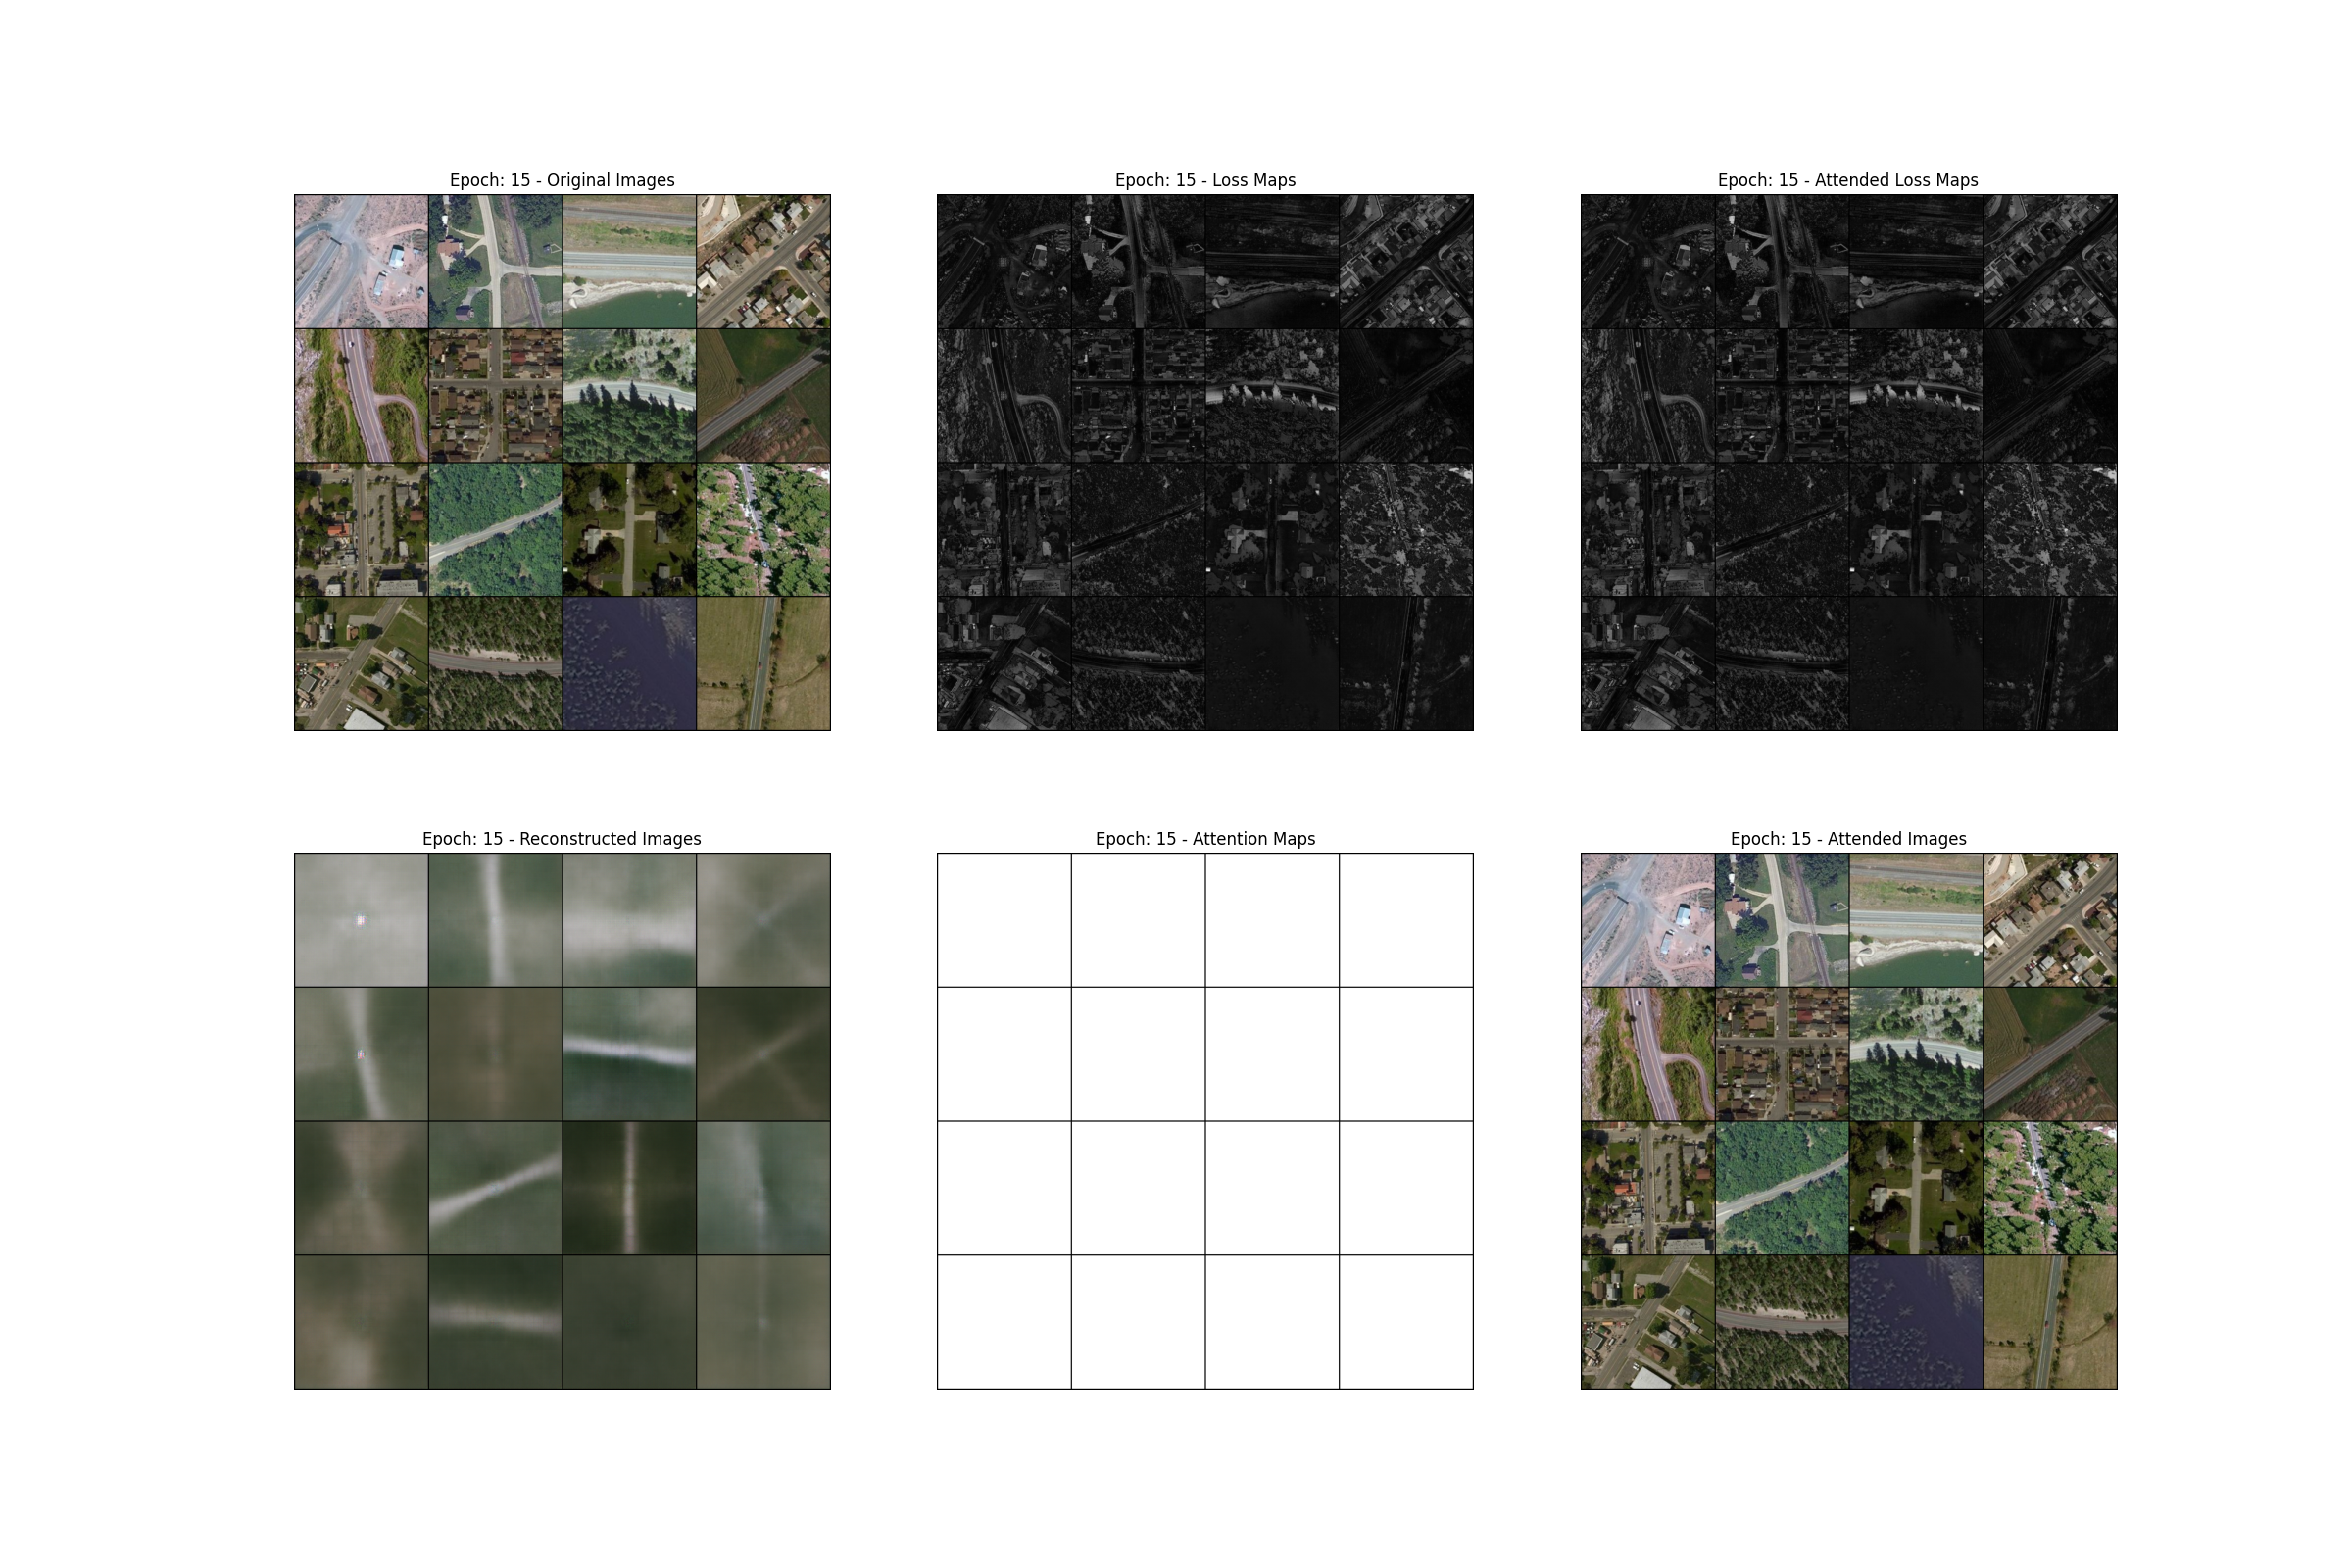 Epoch: 15 - Original Images
Epoch: 15 - Loss Maps
Epoch: 15 - Attended Loss Maps
Epoch: 15 - Reconstructed Images
Epoch: 15 - Attention Maps
Epoch: 15 - Attended Images